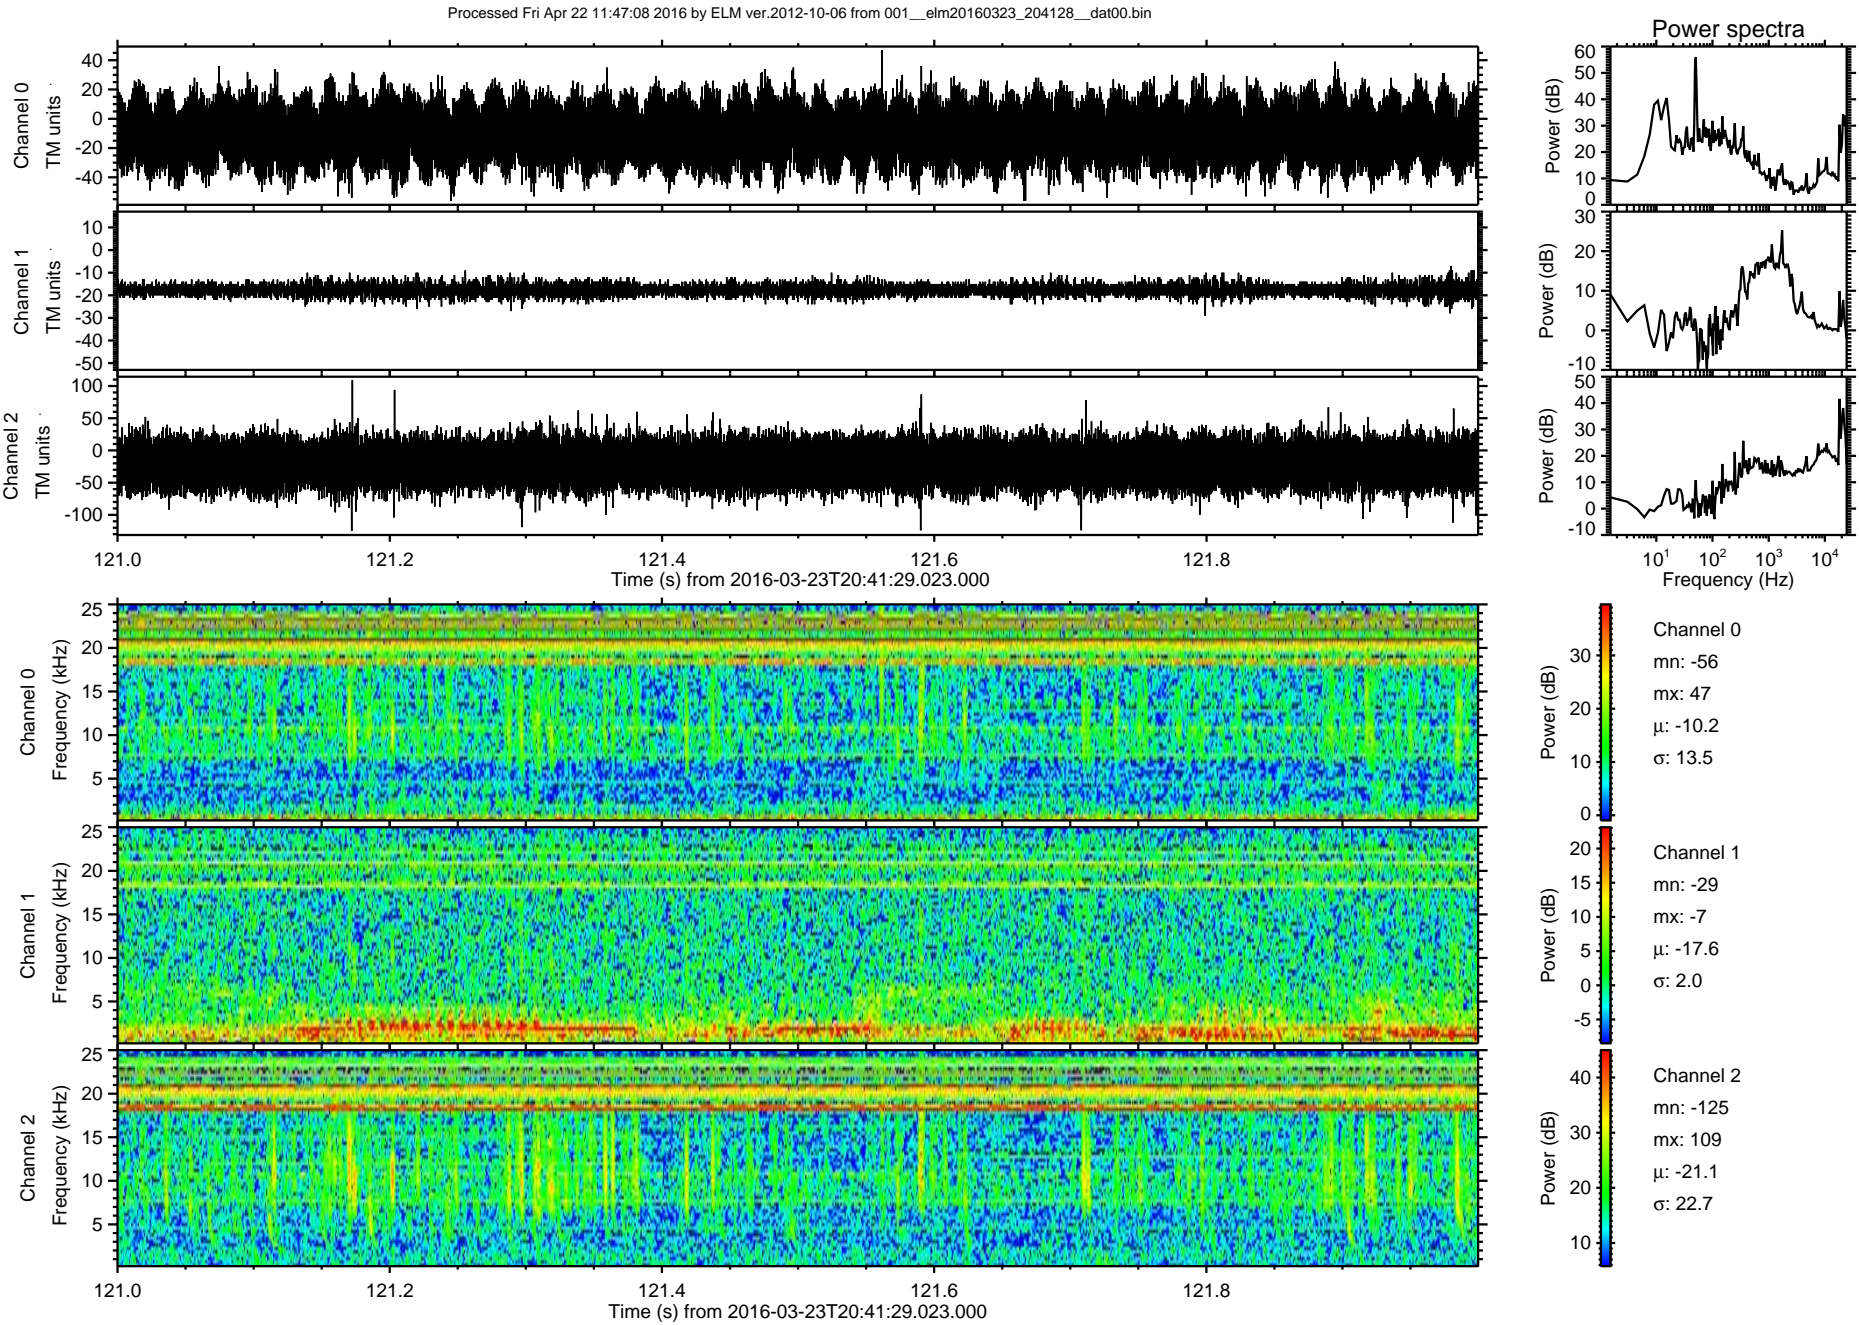 Processed Fri Apr 22 11:47:08 2016 by ELM ver.2012-10-06 from 001__elm20160323_204128__dat00.bin
Power spectra
Channel 0
TM units
40
20
0
-20
-40
Power (dB)
60
50
40
30
20
10
0
Channel 1
TM units
10
0
-10
-20
-30
-40
-50
Power (dB)
30
20
10
0
-10
Channel 2
TM units
100
50
0
-50
-100
Power (dB)
50
40
30
20
10
0
-10
121.0 121.2 121.4 121.6 121.8
Time (s) from 2016-03-23T20:41:29.023.000
10^1 10^2 10^3 10^4
Frequency (Hz)
Channel 0
Frequency (kHz)
25
20
15
10
5
Power (dB)
30
20
10
0
Channel 0
mn: -56
mx: 47
μ: -10.2
σ: 13.5
Channel 1
Frequency (kHz)
25
20
15
10
5
Power (dB)
20
15
10
5
0
-5
Channel 1
mn: -29
mx: -7
μ: -17.6
σ: 2.0
Channel 2
Frequency (kHz)
25
20
15
10
5
Power (dB)
40
30
20
10
Channel 2
mn: -125
mx: 109
μ: -21.1
σ: 22.7
121.0 121.2 121.4 121.6 121.8
Time (s) from 2016-03-23T20:41:29.023.000